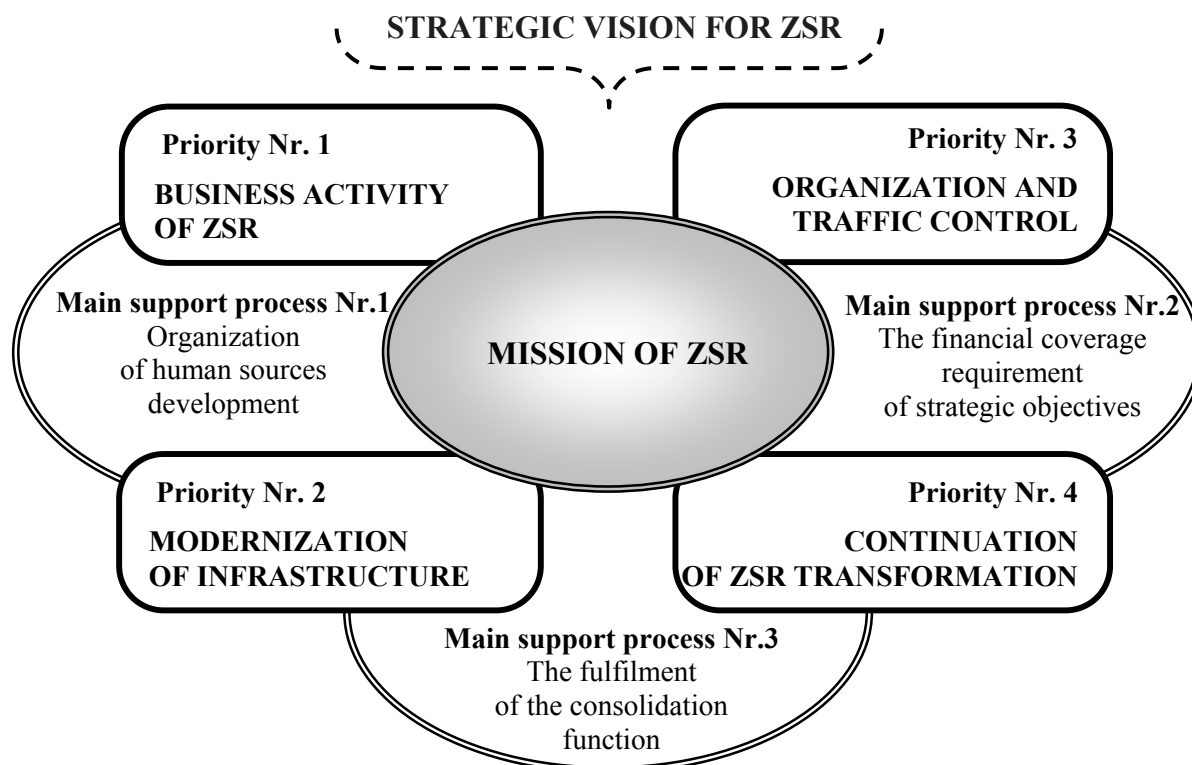 STRATEGIC VISION FOR ZSR
Priority Nr. 1
BUSINESS ACTIVITY
OF ZSR
Priority Nr. 3
ORGANIZATION AND
TRAFFIC CONTROL
Main support process Nr.1
Organization
of human sources
development
MISSION OF ZSR
Main support process Nr.2
The financial coverage
requirement
of strategic objectives
Priority Nr. 2
MODERNIZATION
OF INFRASTRUCTURE
Priority Nr. 4
CONTINUATION
OF ZSR TRANSFORMATION
Main support process Nr.3
The fulfilment
of the consolidation
function